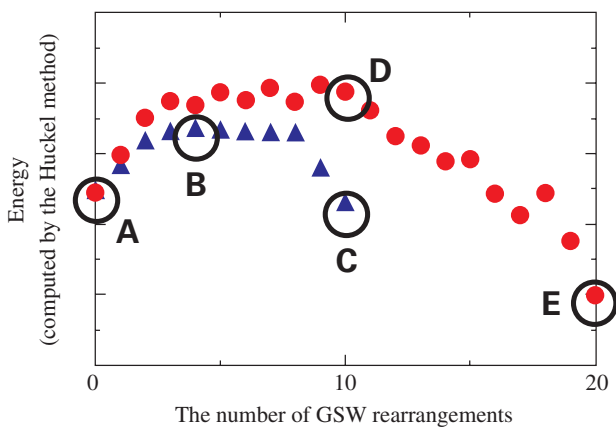 Energy
(computed by the Huckel method)
D
B
A
C
E
0
10
20
The number of GSW rearrangements